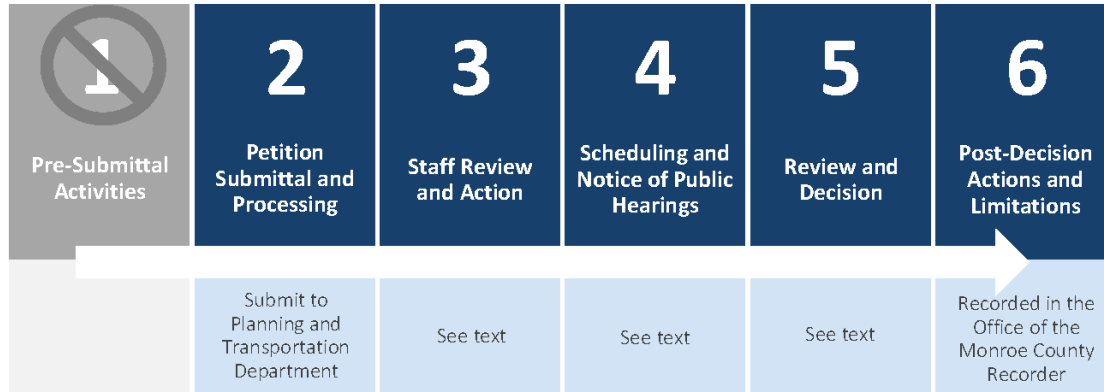 1
Pre-Submittal
Activities
2
Petition
Submittal and
Processing
Submit to
Planning and
Transportation
Department
3
Staff Review
and Action
See text
4
Scheduling and
Notice of Public
Hearings
See text
5
Review and
Decision
See text
6
Post-Decision
Actions and
Limitations
Recorded in the
Office of the
Monroe County
Recorder